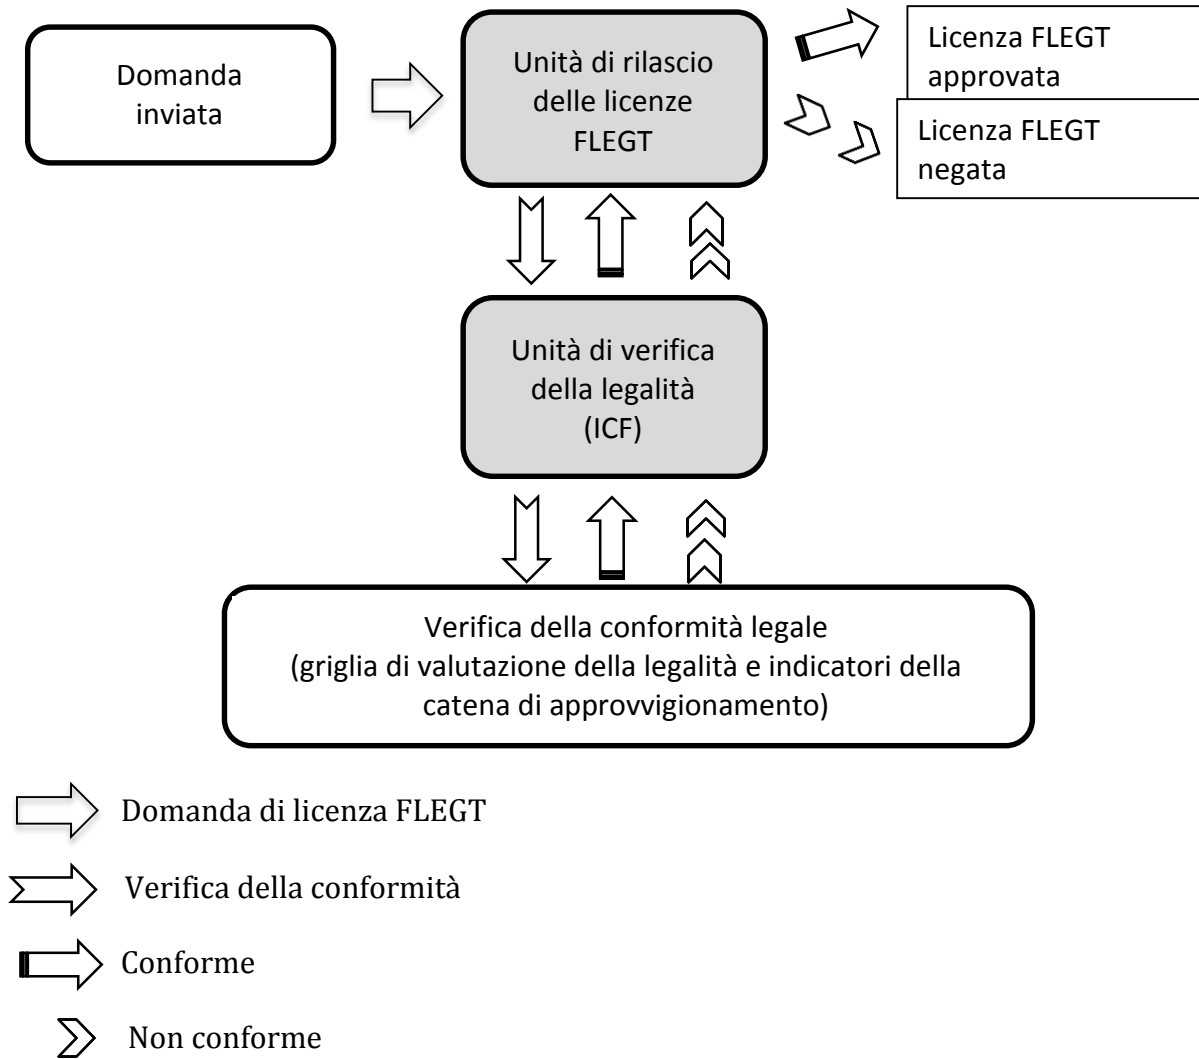 Domanda
inviata
Unità di rilascio
delle licenze
FLEGT
Licenza FLEGT
approvata
Licenza FLEGT
negata
Unità di verifica
della legalità
(ICF)
Verifica della conformità legale
(griglia di valutazione della legalità e indicatori della
catena di approvvigionamento)
Domanda di licenza FLEGT
Verifica della conformità
Conforme
Non conforme